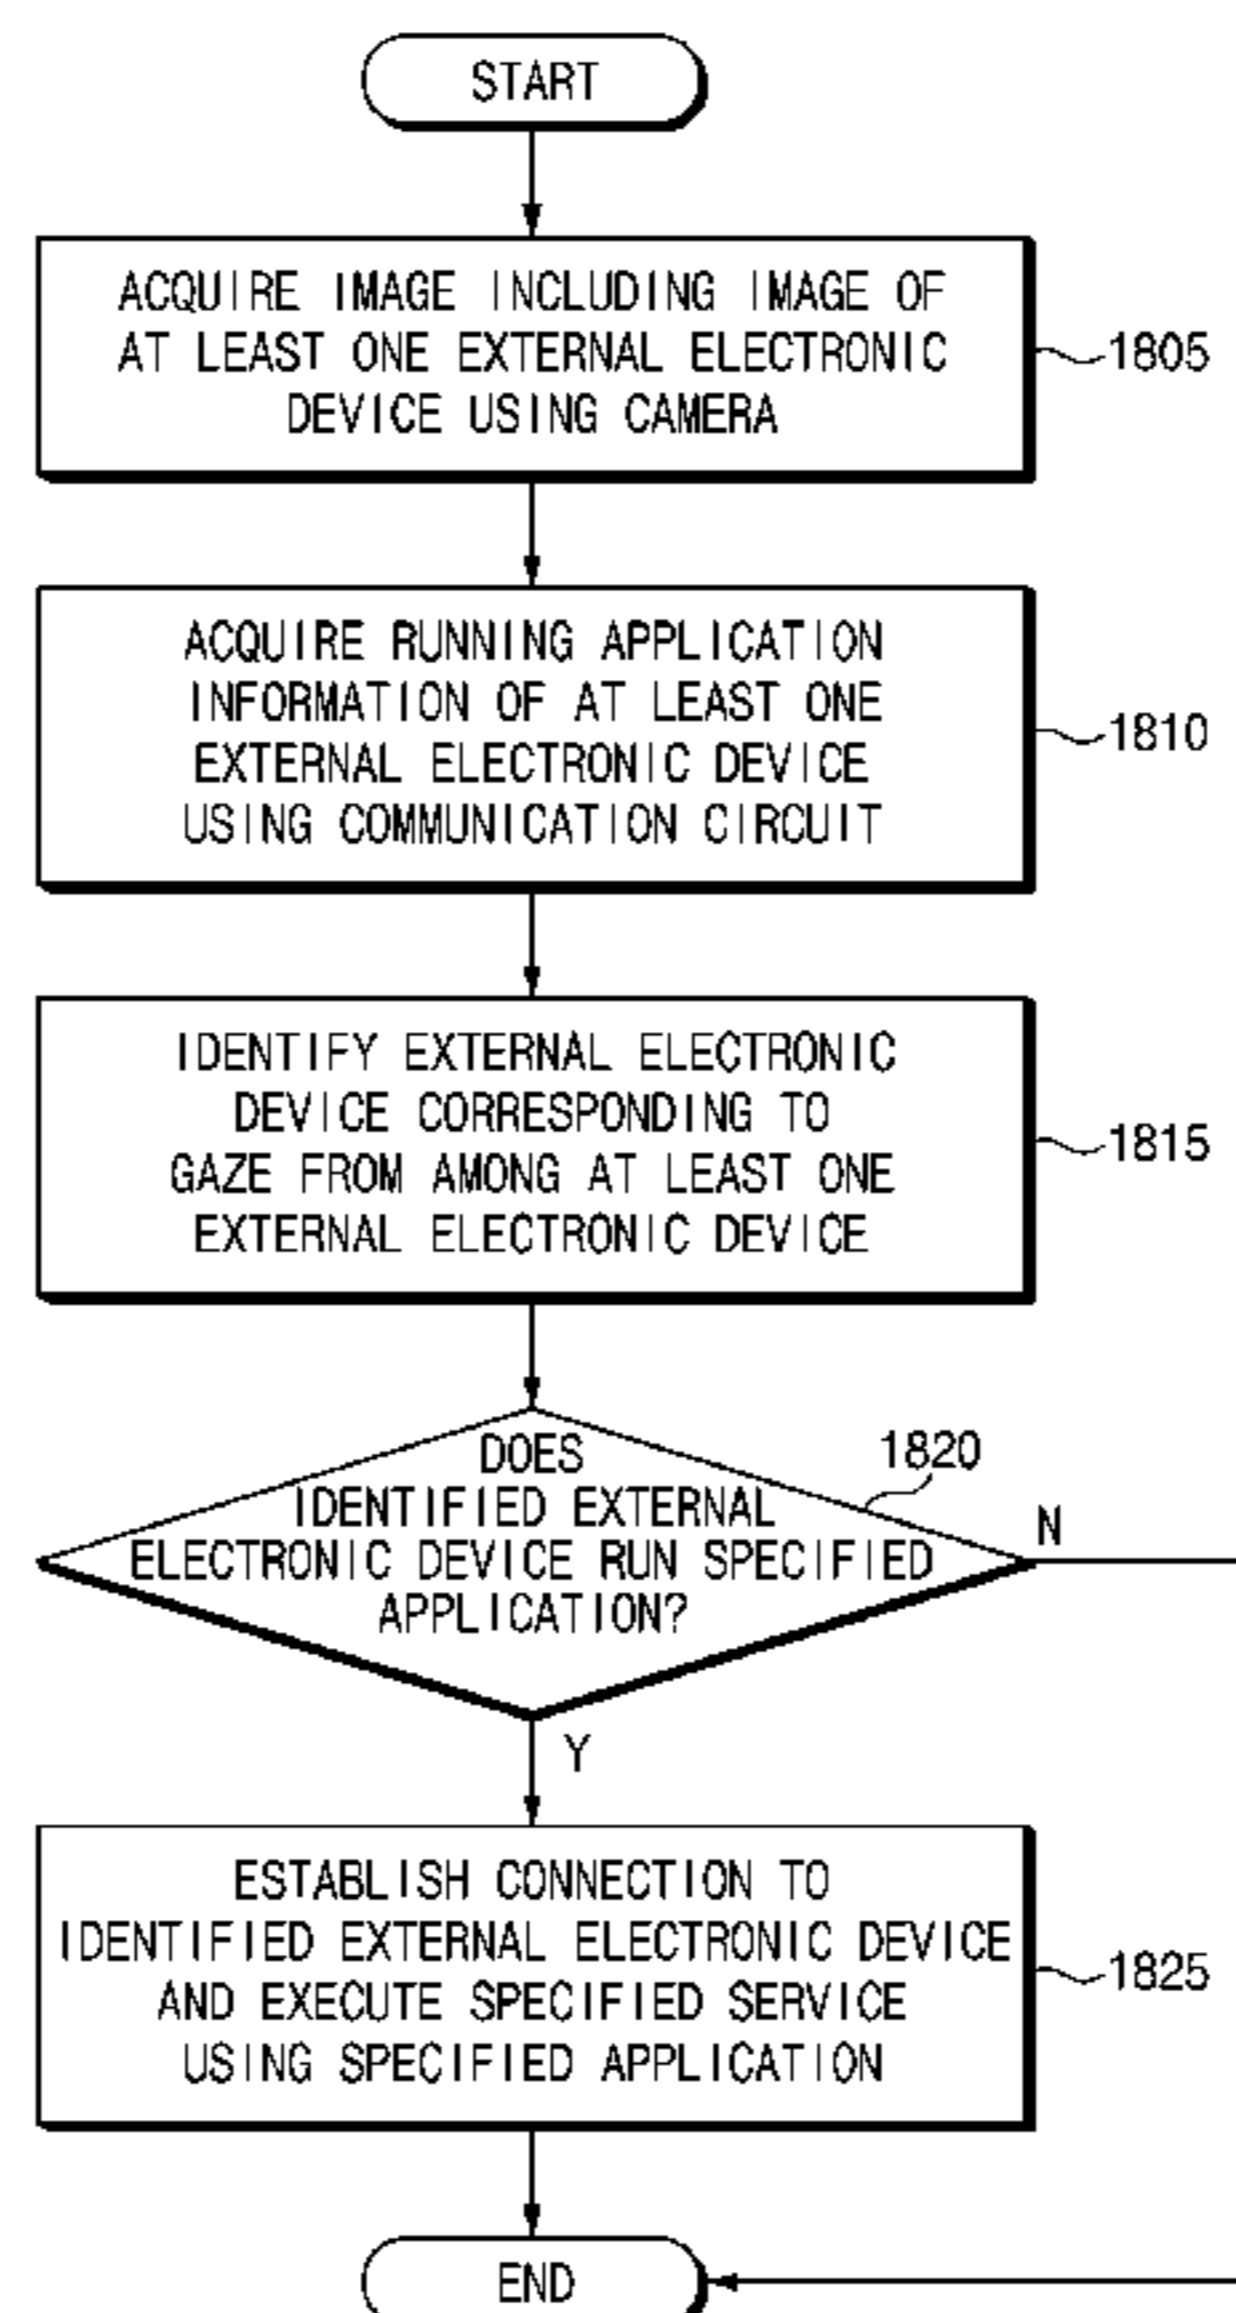 START
ACQUIRE IMAGE INCLUDING IMAGE OF
AT LEAST ONE EXTERNAL ELECTRONIC
DEVICE USING CAMERA
1805
ACQUIRE RUNNING APPLICATION
INFORMATION OF AT LEAST ONE
EXTERNAL ELECTRONIC DEVICE
USING COMMUNICATION CIRCUIT
1810
IDENTIFY EXTERNAL ELECTRONIC
DEVICE CORRESPONDING TO
GAZE FROM AMONG AT LEAST ONE
EXTERNAL ELECTRONIC DEVICE
1815
DOES
IDENTIFIED EXTERNAL
ELECTRONIC DEVICE RUN SPECIFIED
APPLICATION?
1820
N
Y
ESTABLISH CONNECTION TO
IDENTIFIED EXTERNAL ELECTRONIC DEVICE
AND EXECUTE SPECIFIED SERVICE
USING SPECIFIED APPLICATION
1825
END